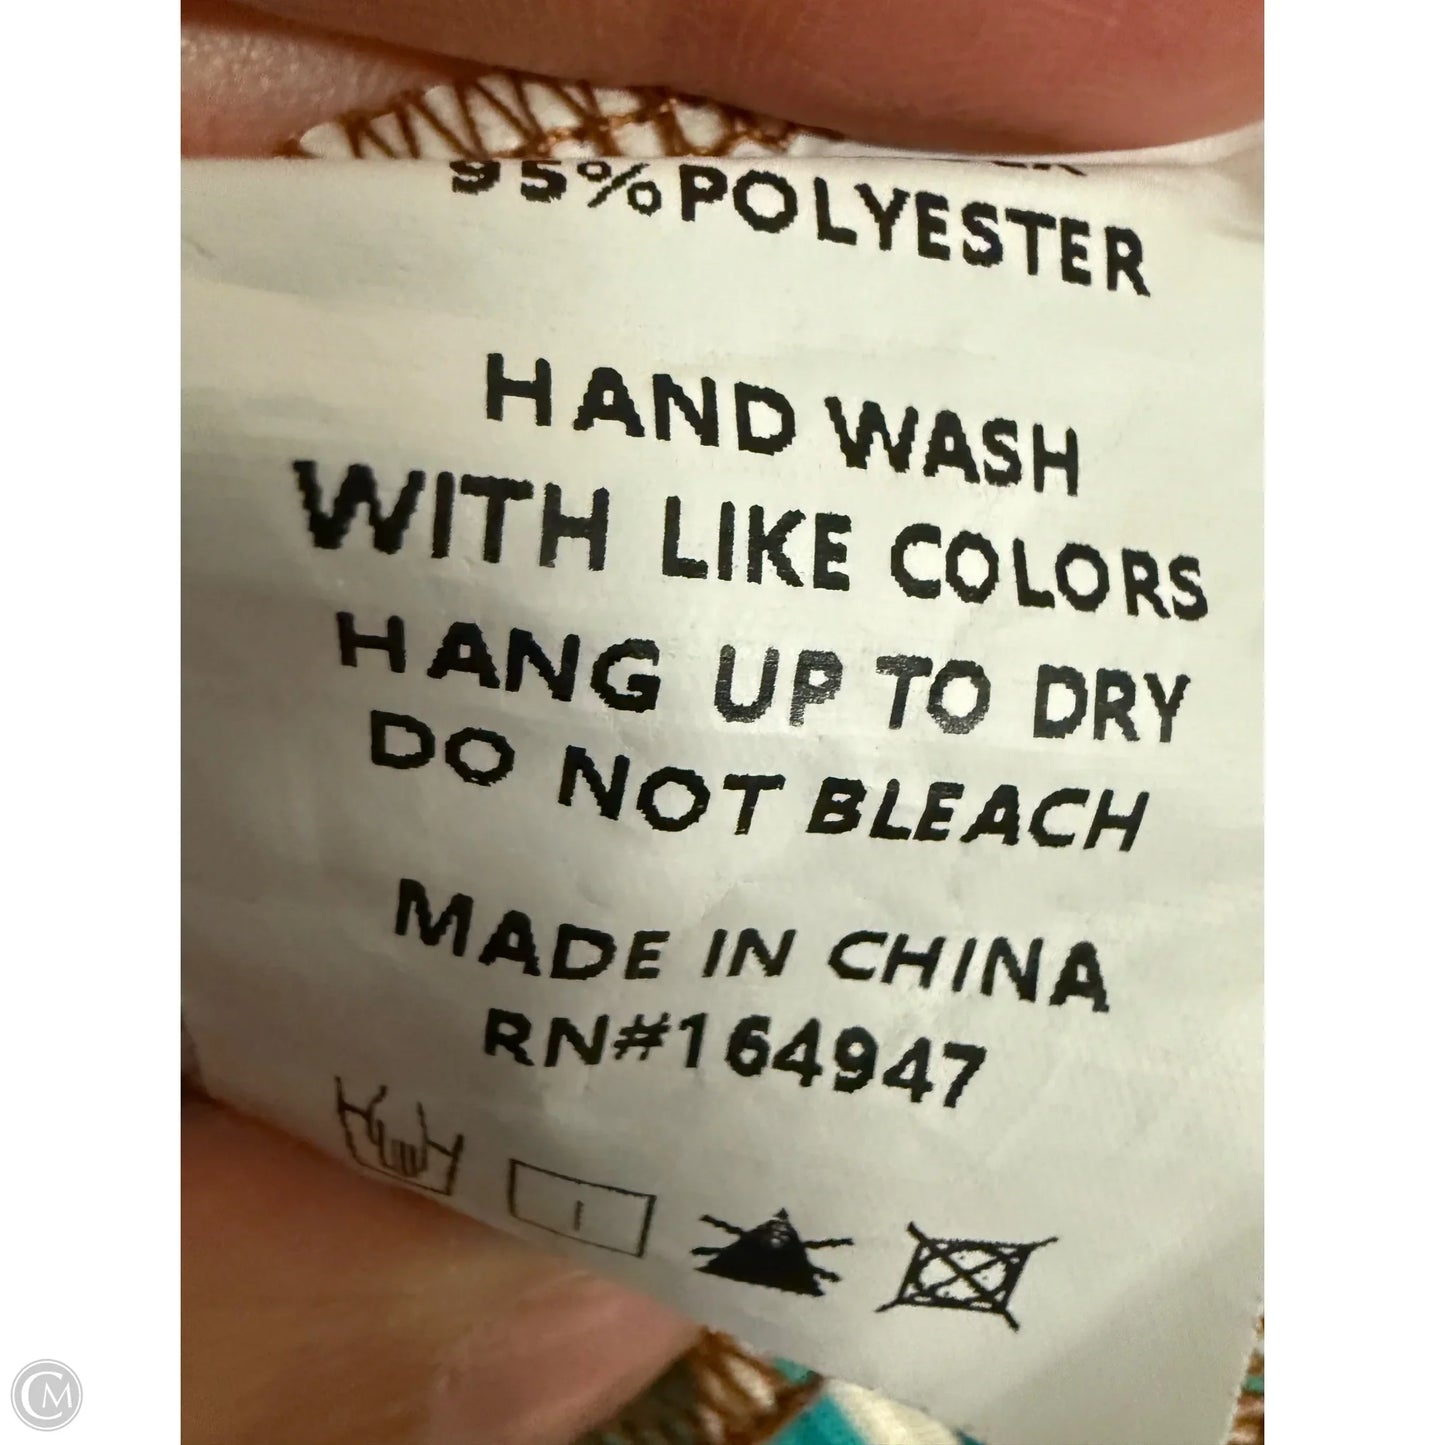 95%POLYESTER
HAND WASH
WITH LIKE COLORS
HANG UP TO DRY
DO NOT BLEACH
MADE IN CHINA
RN#164947
CM